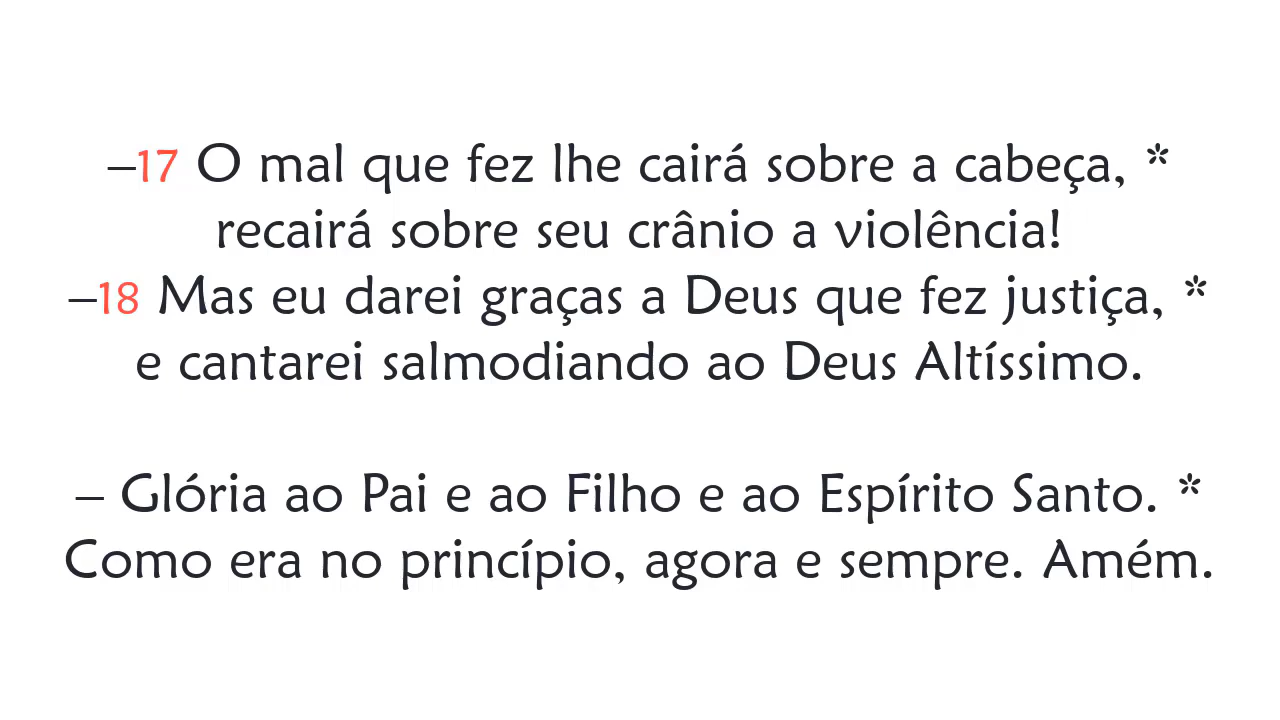 –17 O mal que fez lhe cairá sobre a cabeça, *
recairá sobre seu crânio a violência!
–18 Mas eu darei graças a Deus que fez justiça, *
e cantarei salmodiando ao Deus Altíssimo.
– Glória ao Pai e ao Filho e ao Espírito Santo. *
Como era no princípio, agora e sempre. Amém.